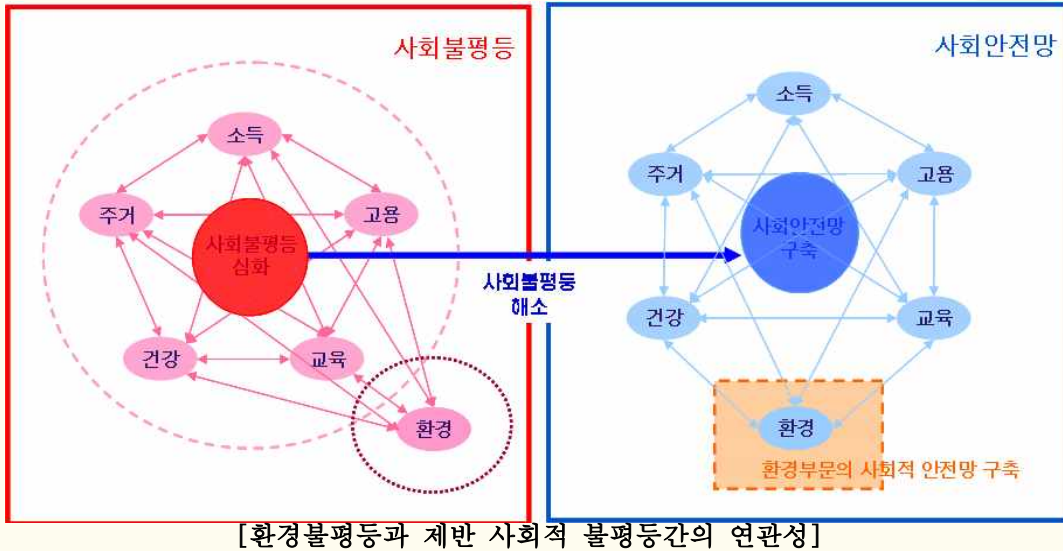 사회불평등
소득
주거
고용
사회불평등
심화
건강
교육
환경
사회불평등
해소
사회안전망
소득
주거
고용
사회안전망
구축
건강
교육
환경
환경부문의 사회적 안전망 구축
[환경불평등과 제반 사회적 불평등간의 연관성]